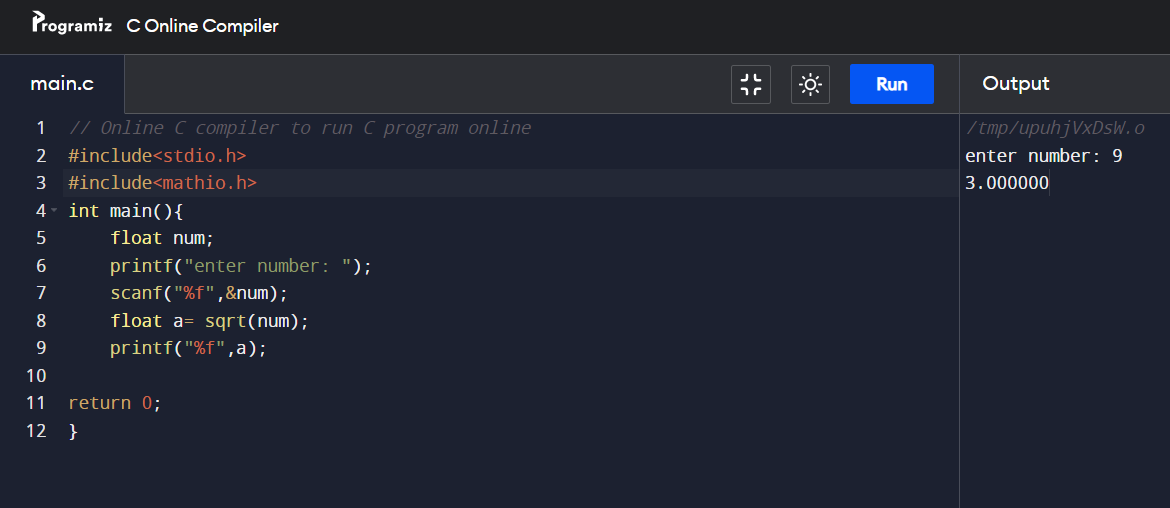 Programiz C Online Compiler
main.c Run Output
1 // Online C compiler to run C program online
2 #include<stdio.h>
3 #include<mathio.h>
4 int main(){
5     float num;
6     printf("enter number: ");
7     scanf("%f",&num);
8     float a= sqrt(num);
9     printf("%f",a);
10
11 return 0;
12 }
/tmp/upuhjVxDsW.o
enter number: 9
3.000000